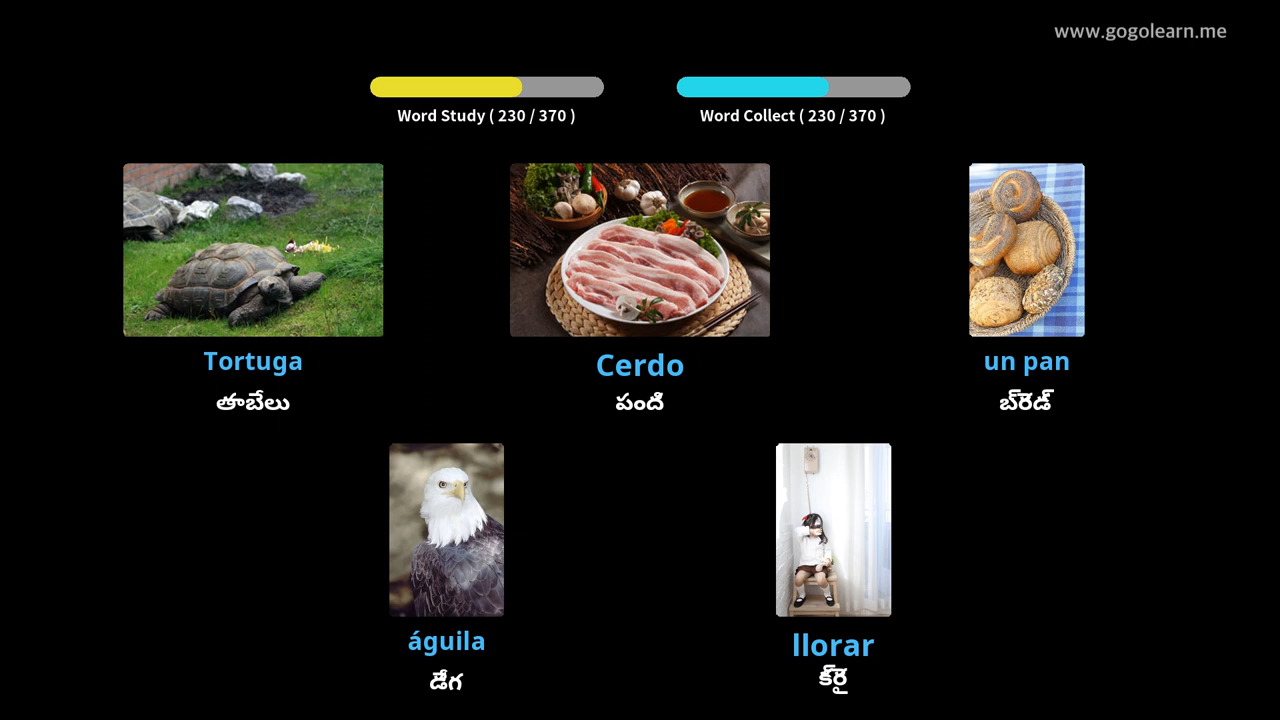 www.gogolearn.me
Word Study ( 230 / 370 )
Word Collect ( 230 / 370 )
Tortuga
తాబేలు
Cerdo
పంది
un pan
బ్రెడ్
águila
డేగ
llorar
క్రై